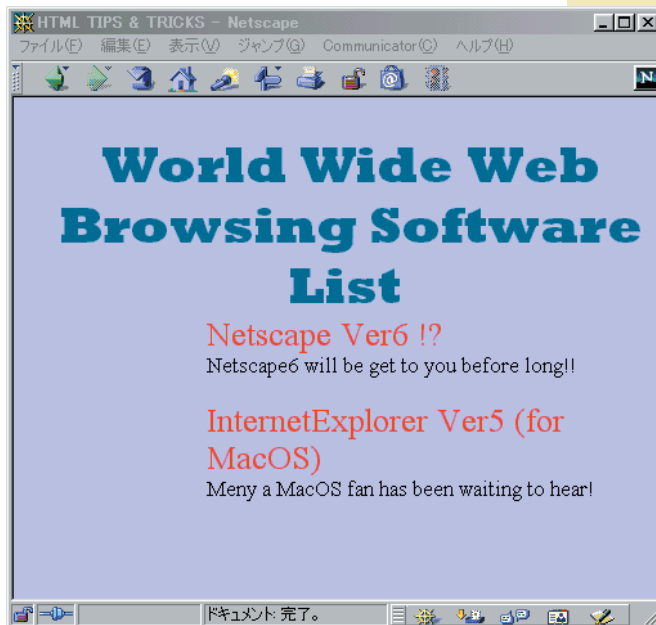 HTML TIPS & TRICKS - Netscape
ファイル(F) 編集(E) 表示(V) ジャンプ(G) Communicator(C) ヘルプ(H)
N
World Wide Web
Browsing Software
List
Netscape Ver6 !?
Netscape6 will be get to you before long!!
InternetExplorer Ver5 (for
MacOS)
Meny a MacOS fan has been waiting to hear!
ドキュメント: 完了。